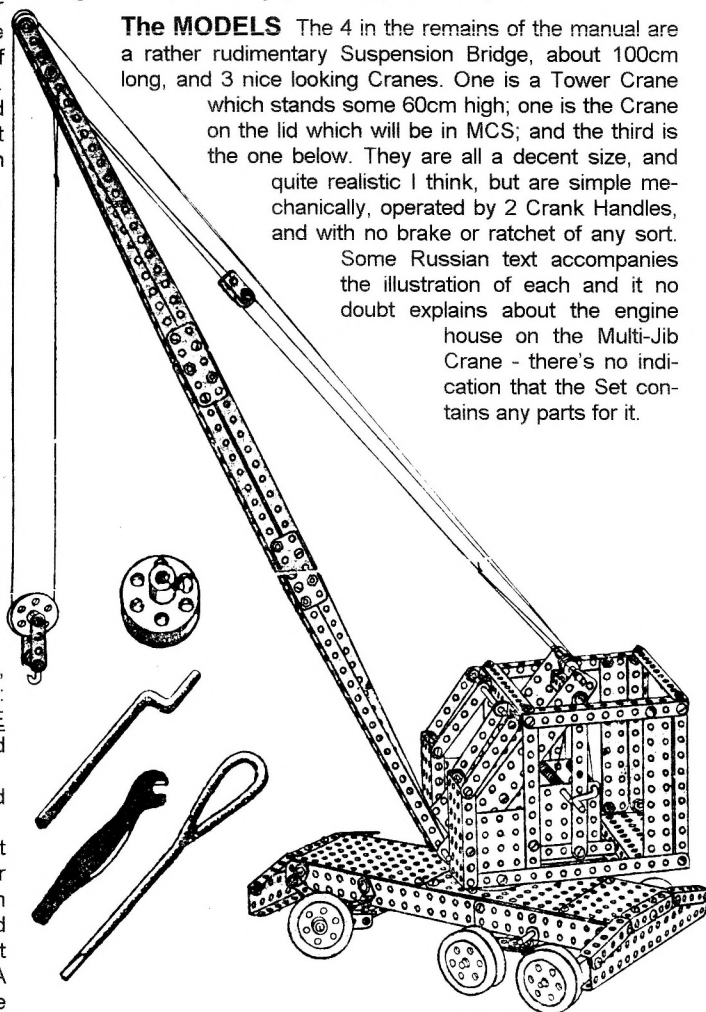 The MODELS The 4 in the remains of the manual are
a rather rudimentary Suspension Bridge, about 100cm
long, and 3 nice looking Cranes. One is a Tower Crane
which stands some 60cm high; one is the Crane
on the lid which will be in MCS; and the third is
the one below. They are all a decent size, and
quite realistic I think, but are simple me-
chanically, operated by 2 Crank Handles,
and with no brake or ratchet of any sort.
Some Russian text accompanies
the illustration of each and it no
doubt explains about the engine
house on the Multi-Jib
Crane - there's no indi-
cation that the Set con-
tains any parts for it.